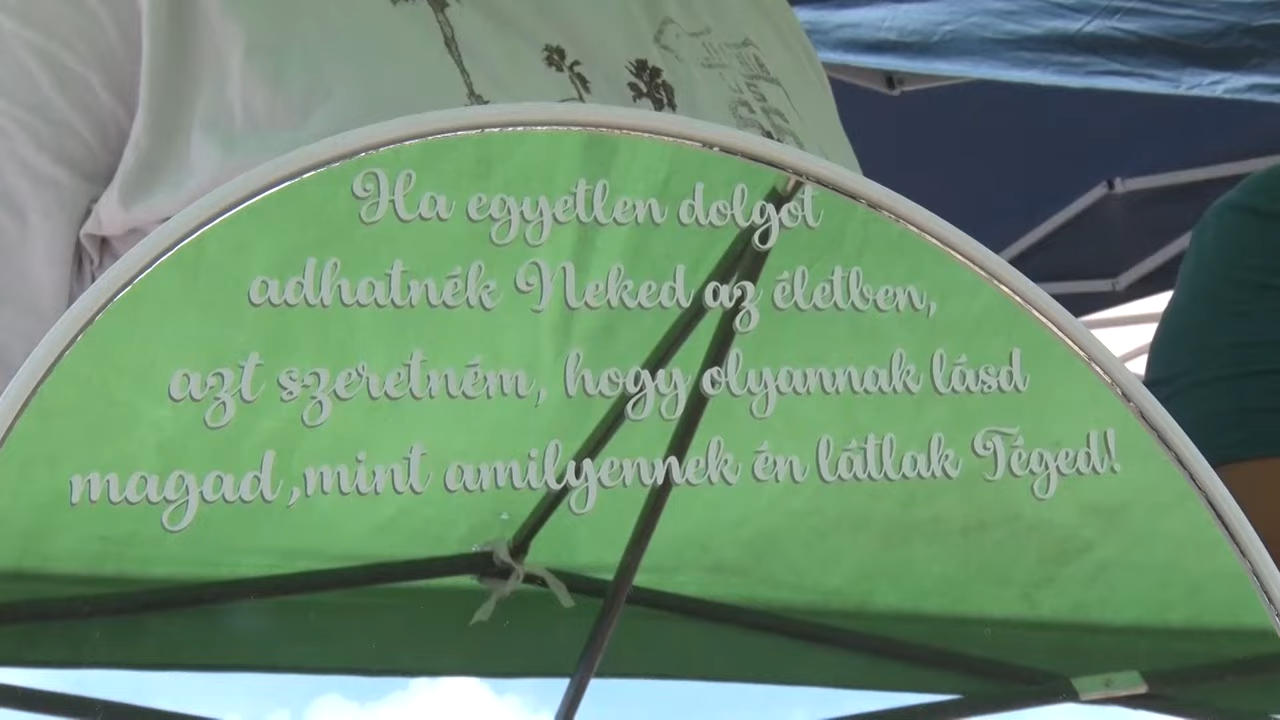 Ha egyetlen dolgot
adhatnék Neked az életben,
azt szeretném, hogy olyannak lásd
magad,mint amilyennek én látlak Téged!